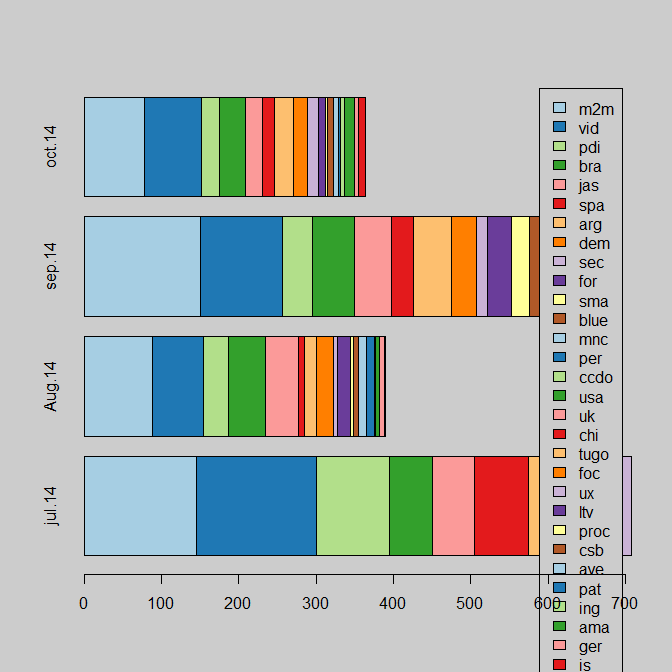 oct.14
sep.14
Aug.14
jul.14
0 100 200 300 400 500 600 700
m2m
vid
pdi
bra
jas
spa
arg
dem
sec
for
sma
blue
mnc
per
ccdo
usa
uk
chi
tugo
foc
ux
ltv
proc
csb
aye
pat
ing
ama
ger
is